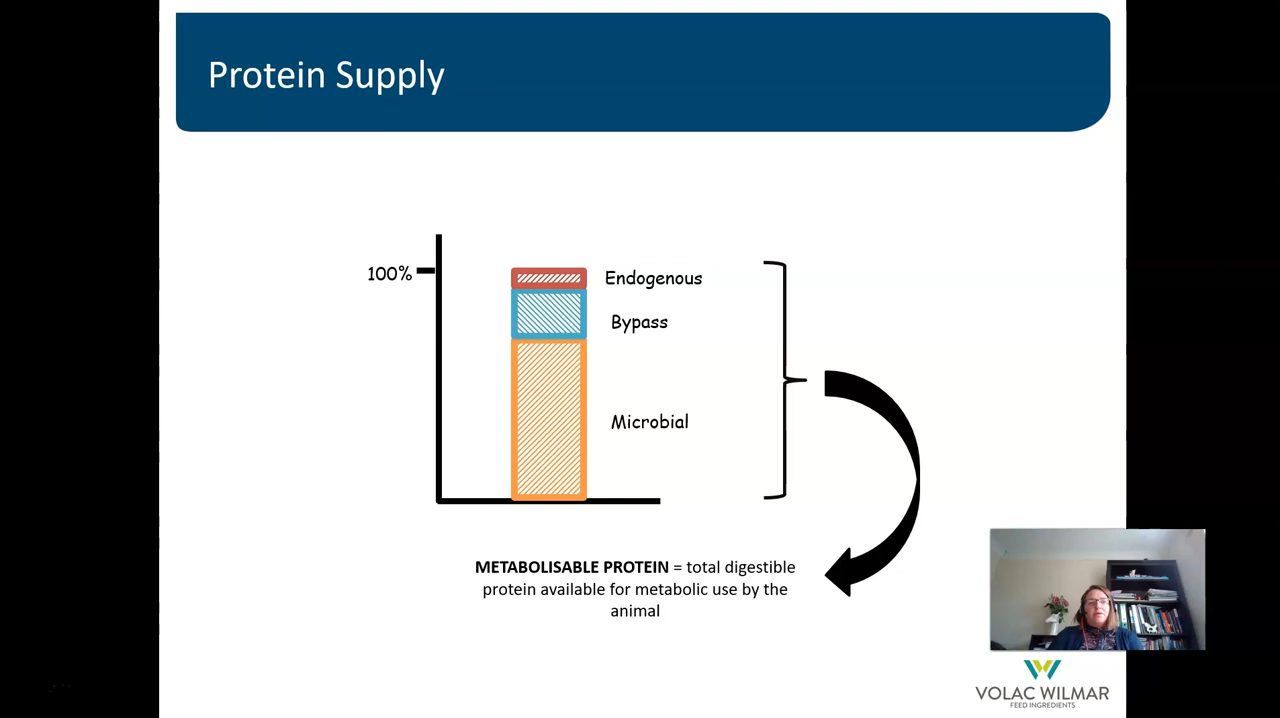 Protein Supply
100%
Endogenous
Bypass
Microbial
METABOLISABLE PROTEIN = total digestible
protein available for metabolic use by the
animal
VOLAC WILMAR
FEED INGREDIENTS